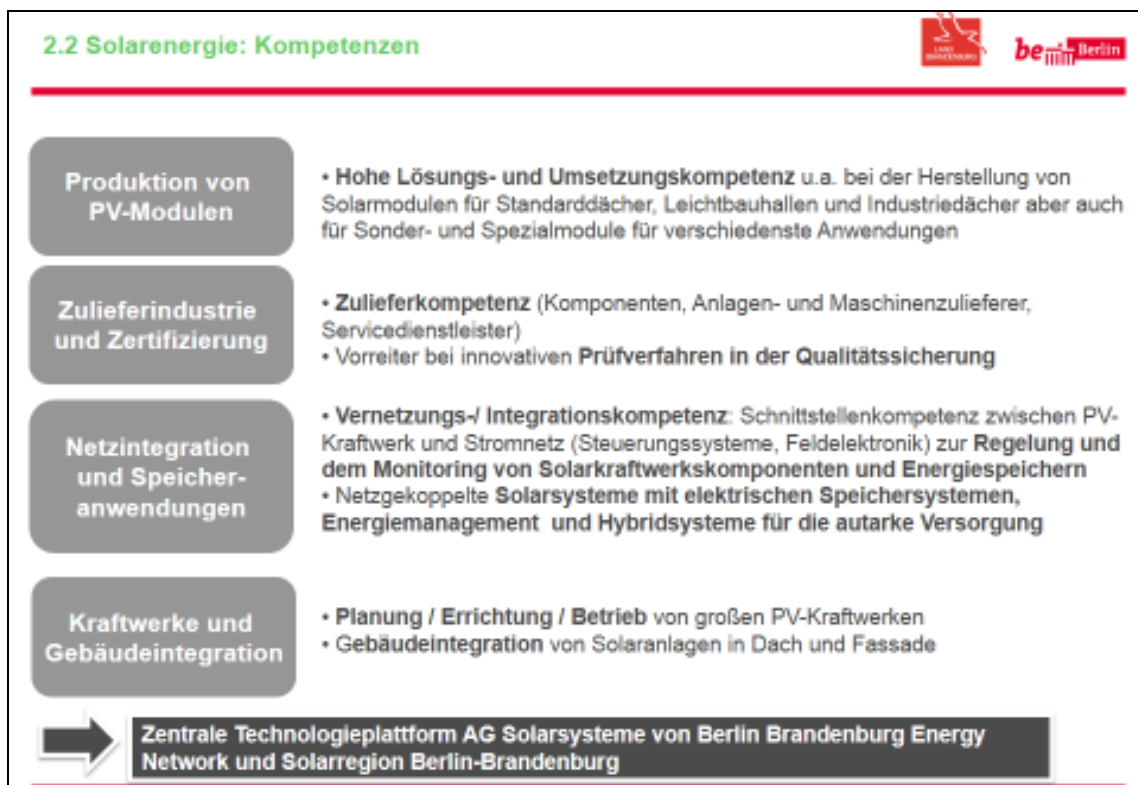 2.2 Solarenergie: Kompetenzen
LAND
BRANDENBURG
be Berlin
Produktion von
PV-Modulen
• Hohe Lösungs- und Umsetzungskompetenz u.a. bei der Herstellung von
Solarmodulen für Standarddächer, Leichtbauhallen und Industriedächer aber auch
für Sonder- und Spezialmodule für verschiedenste Anwendungen
Zulieferindustrie
und Zertifizierung
• Zulieferkompetenz (Komponenten, Anlagen- und Maschinenzulieferer,
Servicedienstleister)
• Vorreiter bei innovativen Prüfverfahren in der Qualitätssicherung
Netzintegration
und Speicher-
anwendungen
• Vernetzungs-/ Integrationskompetenz: Schnittstellenkompetenz zwischen PV-
Kraftwerk und Stromnetz (Steuerungssysteme, Feldelektronik) zur Regelung und
dem Monitoring von Solarkraftwerkskomponenten und Energiespeichern
• Netzgekoppelte Solarsysteme mit elektrischen Speichersystemen,
Energiemanagement und Hybridsysteme für die autarke Versorgung
Kraftwerke und
Gebäudeintegration
• Planung / Errichtung / Betrieb von großen PV-Kraftwerken
• Gebäudeintegration von Solaranlagen in Dach und Fassade
Zentrale Technologieplattform AG Solarsysteme von Berlin Brandenburg Energy
Network und Solarregion Berlin-Brandenburg